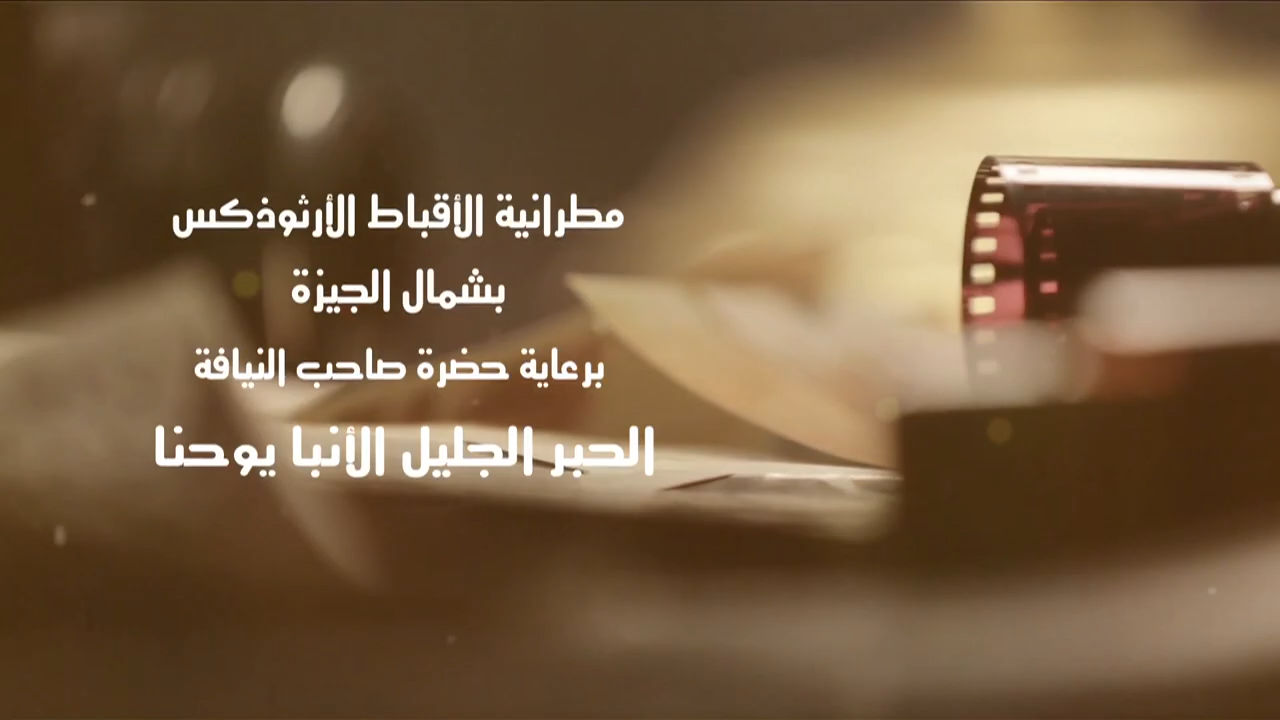 مطرانية الأقباط الأرثوذكس
بشمال الجيزة
برعاية حضرة صاحب النيافة
الحبر الجليل الأنبا يوحنا